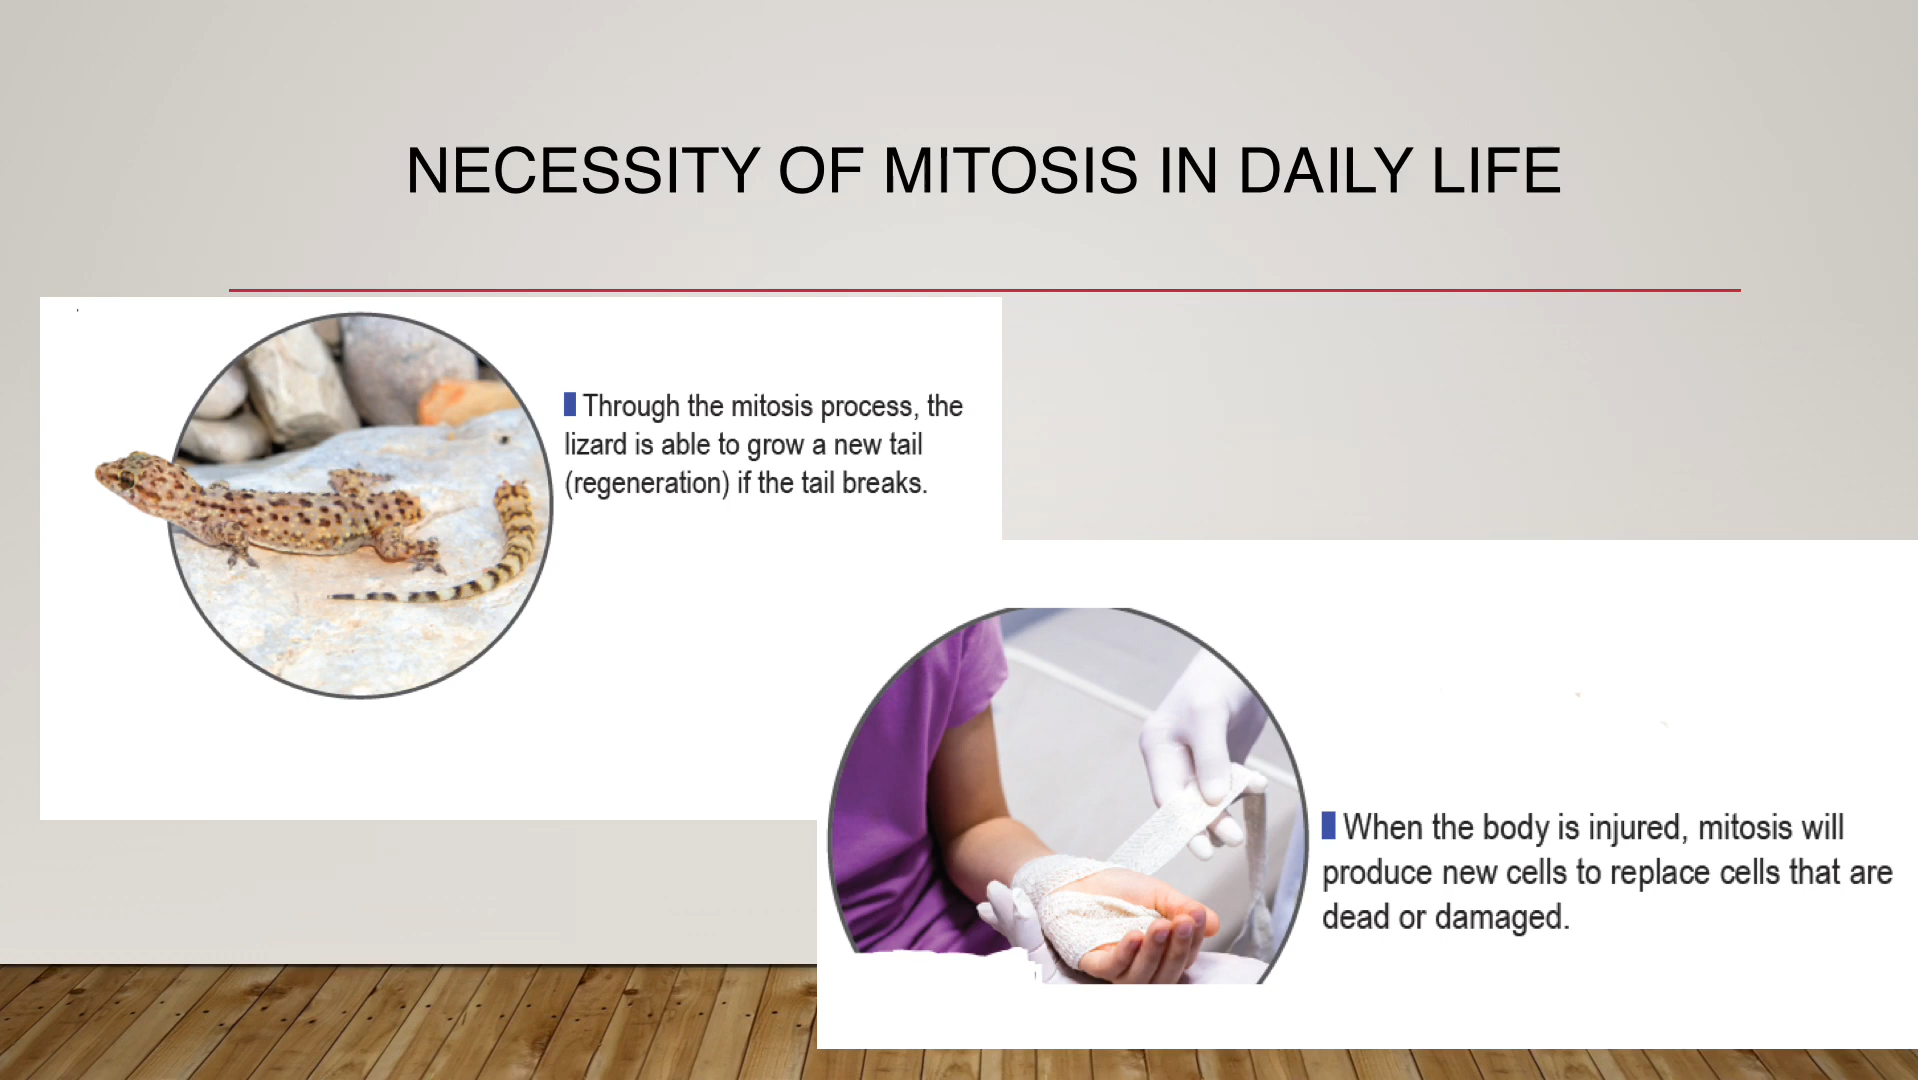 NECESSITY OF MITOSIS IN DAILY LIFE
Through the mitosis process, the
lizard is able to grow a new tail
(regeneration) if the tail breaks.
When the body is injured, mitosis will
produce new cells to replace cells that are
dead or damaged.